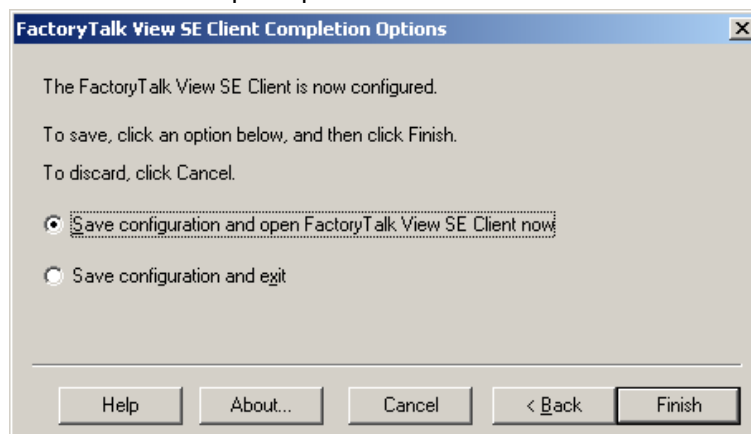 FactoryTalk View SE Client Completion Options
The FactoryTalk View SE Client is now configured.
To save, click an option below, and then click Finish.
To discard, click Cancel.
Save configuration and open FactoryTalk View SE Client now
Save configuration and exit
Help About... Cancel < Back Finish